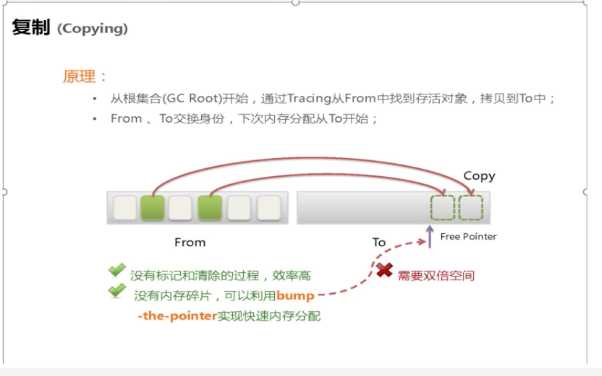 复制 (Copying)
原理：
• 从根集合(GC Root)开始，通过Tracing从From中找到存活对象，拷贝到To中；
• From 、To交换身份，下次内存分配从To开始；
Copy
From
To
Free Pointer
没有标记和清除的过程，效率高
需要双倍空间
没有内存碎片，可以利用bump
-the-pointer实现快速内存分配